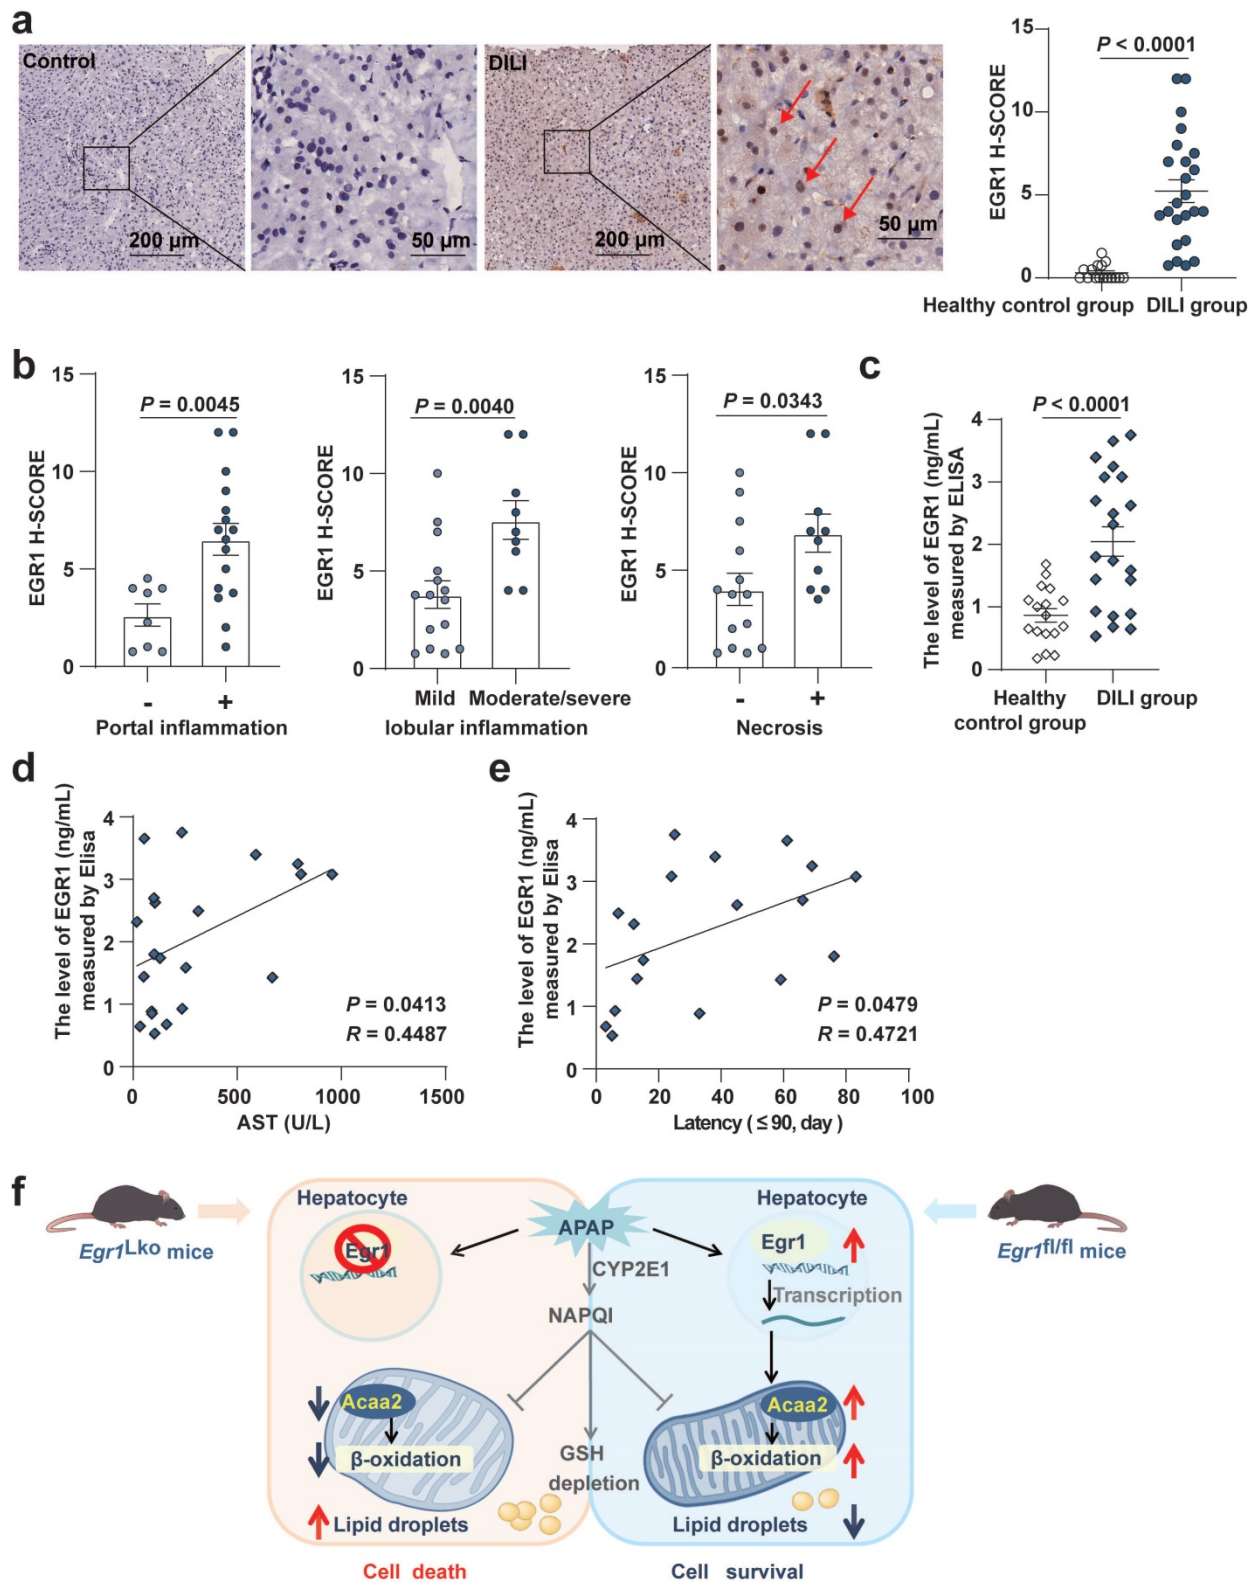 a
Control
200 µm
50 µm
DILI
200 µm
50 µm
EGR1 H-SCORE
15
10
5
0
P < 0.0001
Healthy control group
DILI group
b
EGR1 H-SCORE
15
10
5
0
P = 0.0045
-
+
Portal inflammation
EGR1 H-SCORE
15
10
5
0
P = 0.0040
Mild
Moderate/severe
lobular inflammation
EGR1 H-SCORE
15
10
5
0
P = 0.0343
-
+
Necrosis
c
The level of EGR1 (ng/mL)
measured by ELISA
4
3
2
1
0
P < 0.0001
Healthy
control group
DILI group
d
The level of EGR1 (ng/mL)
measured by Elisa
4
3
2
1
0
P = 0.0413
R = 0.4487
0
500
1000
1500
AST (U/L)
e
The level of EGR1 (ng/mL)
measured by Elisa
4
3
2
1
0
P = 0.0479
R = 0.4721
0
20
40
60
80
100
Latency ( ≤ 90, day )
f
Egr1Lko mice
Hepatocyte
Egr1
APAP
CYP2E1
NAPQI
GSH
depletion
Acaa2
β-oxidation
Lipid droplets
Cell death
Hepatocyte
Egr1
Transcription
Acaa2
β-oxidation
Lipid droplets
Cell survival
Egr1fl/fl mice